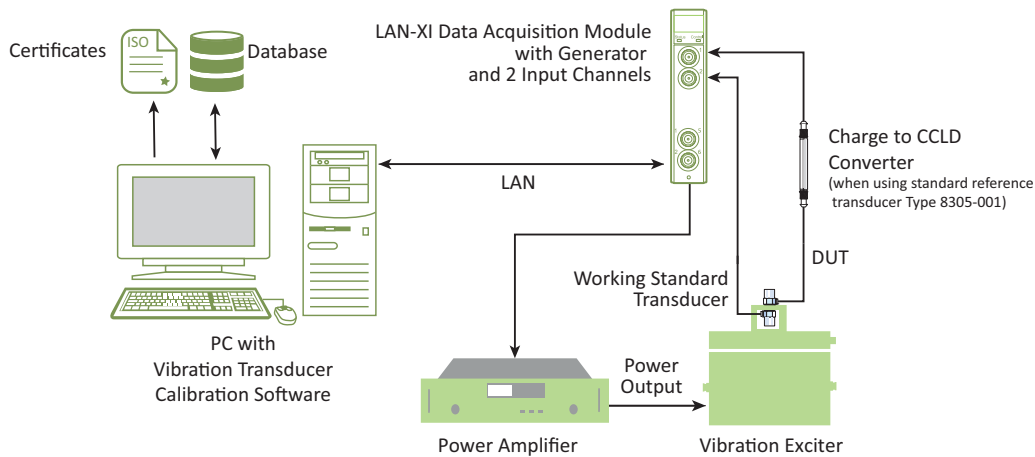 Certificates
ISO
Database
LAN-XI Data Acquisition Module
with Generator
and 2 Input Channels
Charge to CCLD
Converter
(when using standard reference
transducer Type 8305-001)
LAN
DUT
Working Standard
Transducer
PC with
Vibration Transducer
Calibration Software
Power
Output
Power Amplifier
Vibration Exciter